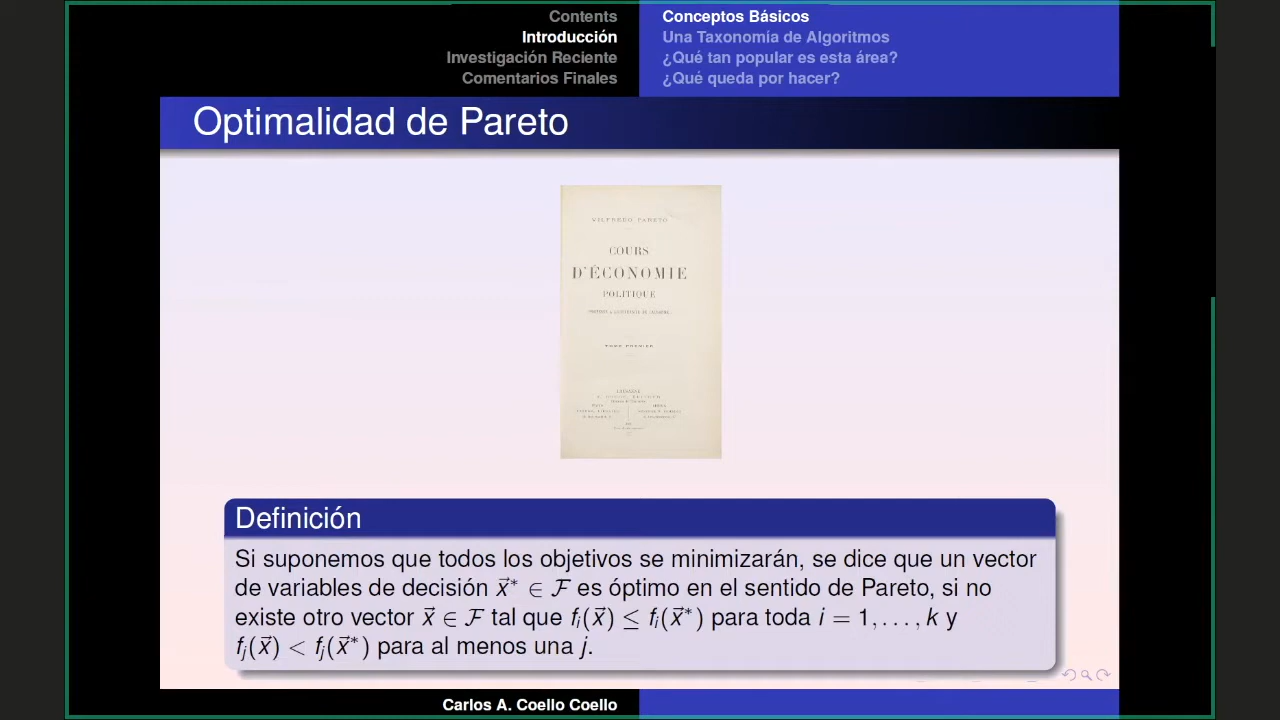 Contents
Introducción
Investigación Reciente
Comentarios Finales
Conceptos Básicos
Una Taxonomía de Algoritmos
¿Qué tan popular es esta área?
¿Qué queda por hacer?
Optimalidad de Pareto
VILFREDO PARETO
COURS
D'ÉCONOMIE
POLITIQUE
TOME PREMIER
Definición
Si suponemos que todos los objetivos se minimizarán, se dice que un vector
de variables de decisión x⃗* ∈ ℱ es óptimo en el sentido de Pareto, si no
existe otro vector x⃗ ∈ ℱ tal que fᵢ(x⃗) ≤ fᵢ(x⃗*) para toda i = 1, . . . , k y
fⱼ(x⃗) < fⱼ(x⃗*) para al menos una j.
Carlos A. Coello Coello